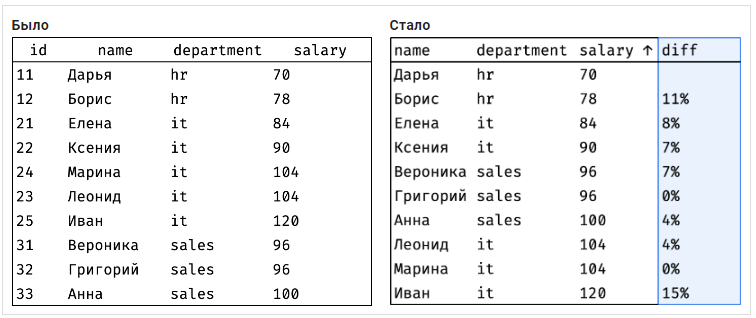 Было
id name department salary
11 Дарья hr 70
12 Борис hr 78
21 Елена it 84
22 Ксения it 90
24 Марина it 104
23 Леонид it 104
25 Иван it 120
31 Вероника sales 96
32 Григорий sales 96
33 Анна sales 100
Стало
name department salary ↑ diff
Дарья hr 70
Борис hr 78 11%
Елена it 84 8%
Ксения it 90 7%
Вероника sales 96 7%
Григорий sales 96 0%
Анна sales 100 4%
Леонид it 104 4%
Марина it 104 0%
Иван it 120 15%